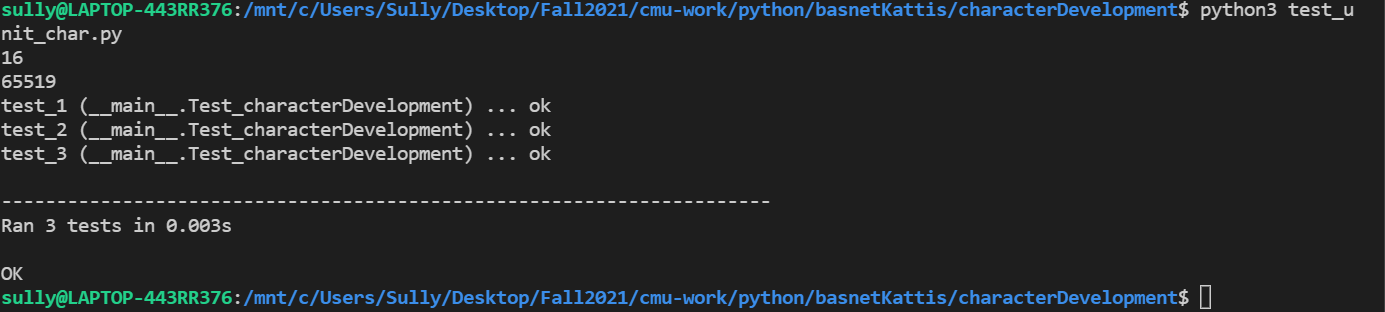 sully@LAPTOP-443RR376:/mnt/c/Users/Sully/Desktop/Fall2021/cmu-work/python/basnetKattis/characterDevelopment$ python3 test_u
nit_char.py
16
65519
test_1 (__main__.Test_characterDevelopment) ... ok
test_2 (__main__.Test_characterDevelopment) ... ok
test_3 (__main__.Test_characterDevelopment) ... ok
----------------------------------------------------------------------
Ran 3 tests in 0.003s
OK
sully@LAPTOP-443RR376:/mnt/c/Users/Sully/Desktop/Fall2021/cmu-work/python/basnetKattis/characterDevelopment$